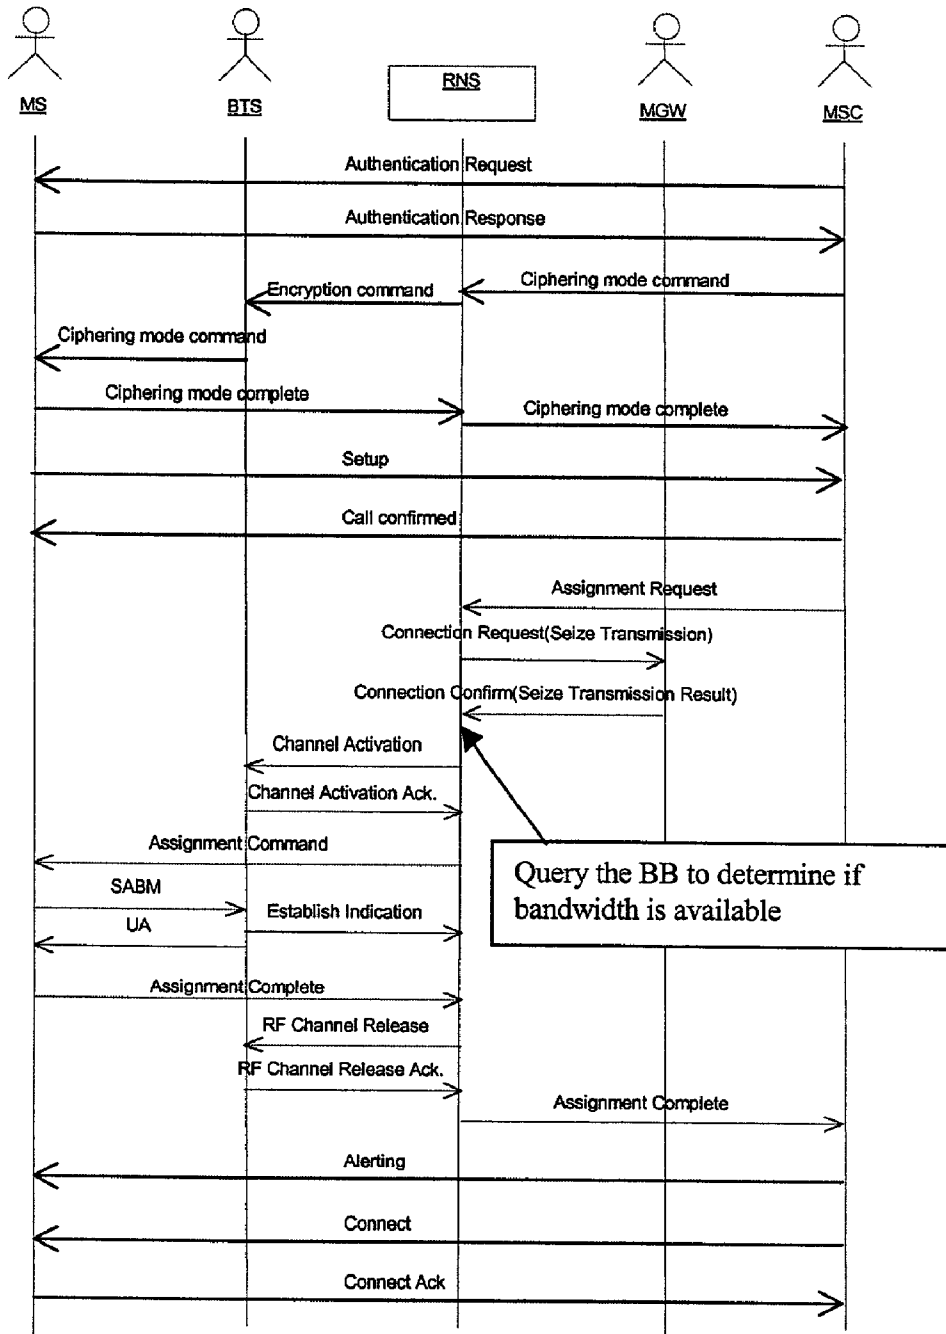 MS
BTS
RNS
MGW
MSC
Authentication Request
Authentication Response
Ciphering mode command
Encryption command
Ciphering mode command
Ciphering mode complete
Ciphering mode complete
Setup
Call confirmed
Assignment Request
Connection Request(Seize Transmission)
Connection Confirm(Seize Transmission Result)
Channel Activation
Channel Activation Ack.
Assignment Command
Query the BB to determine if
bandwidth is available
SABM
Establish Indication
UA
Assignment Complete
RF Channel Release
RF Channel Release Ack.
Assignment Complete
Alerting
Connect
Connect Ack